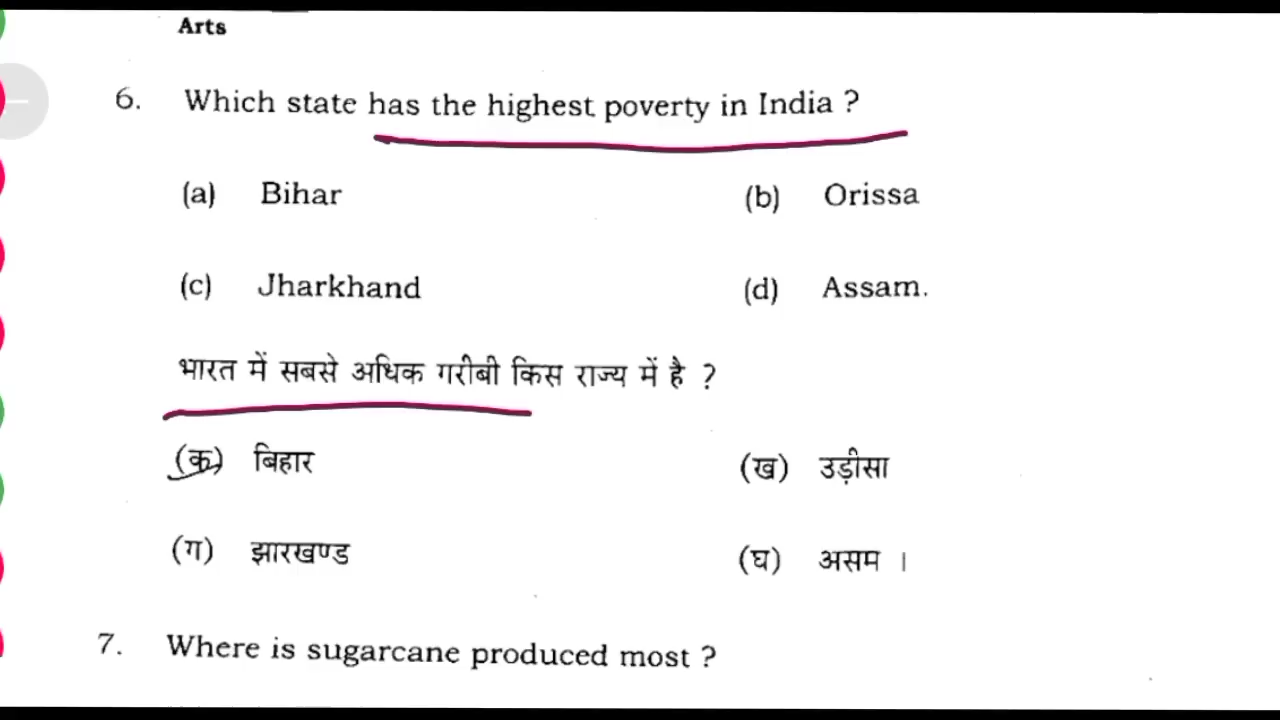 Arts
6. Which state has the highest poverty in India ?
(a) Bihar (b) Orissa
(c) Jharkhand (d) Assam.
भारत में सबसे अधिक गरीबी किस राज्य में है ?
(क) बिहार (ख) उड़ीसा
(ग) झारखण्ड (घ) असम ।
7. Where is sugarcane produced most ?